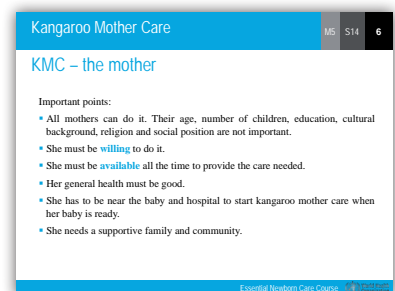 Kangaroo Mother Care
M5 S14 6
KMC – the mother
Important points:
▪ All mothers can do it. Their age, number of children, education, cultural
background, religion and social position are not important.
▪ She must be willing to do it.
▪ She must be available all the time to provide the care needed.
▪ Her general health must be good.
▪ She has to be near the baby and hospital to start kangaroo mother care when
her baby is ready.
▪ She needs a supportive family and community.
Essential Newborn Care Course